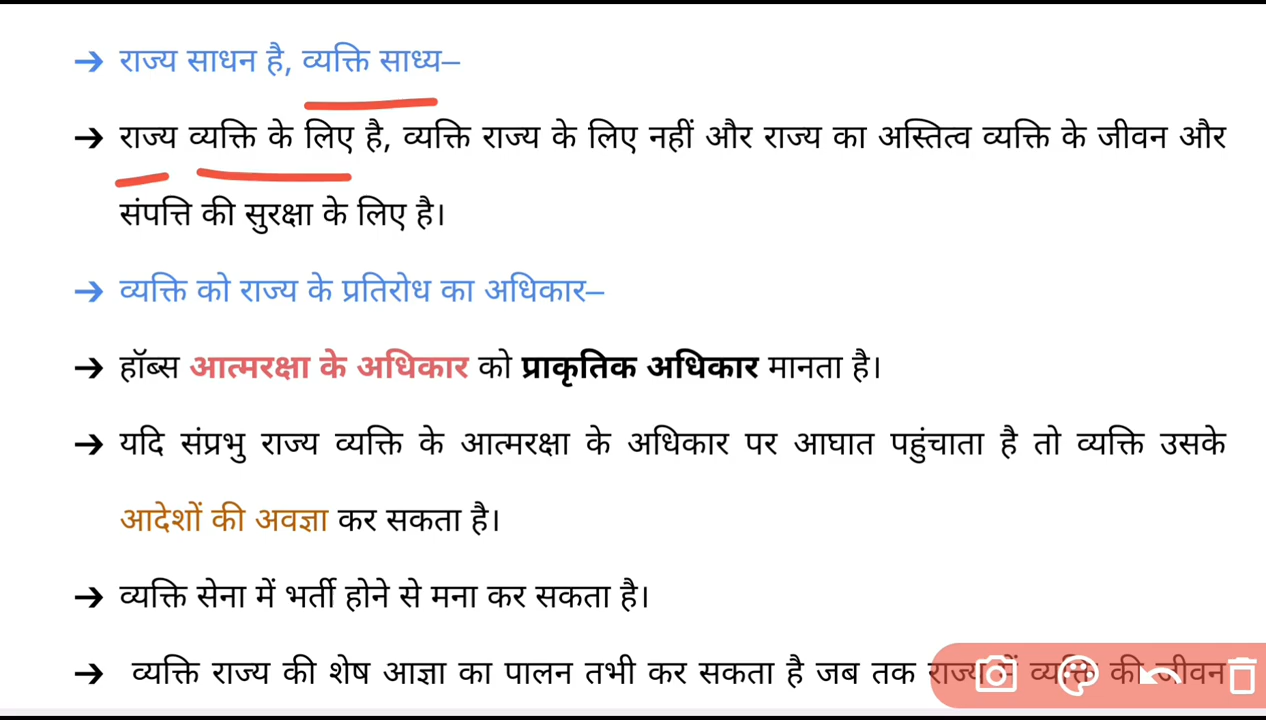 ➔ राज्य साधन है, व्यक्ति साध्य–
➔ राज्य व्यक्ति के लिए है, व्यक्ति राज्य के लिए नहीं और राज्य का अस्तित्व व्यक्ति के जीवन और
संपत्ति की सुरक्षा के लिए है।
➔ व्यक्ति को राज्य के प्रतिरोध का अधिकार–
➔ हॉब्स आत्मरक्षा के अधिकार को प्राकृतिक अधिकार मानता है।
➔ यदि संप्रभु राज्य व्यक्ति के आत्मरक्षा के अधिकार पर आघात पहुंचाता है तो व्यक्ति उसके
आदेशों की अवज्ञा कर सकता है।
➔ व्यक्ति सेना में भर्ती होने से मना कर सकता है।
➔ व्यक्ति राज्य की शेष आज्ञा का पालन तभी कर सकता है जब तक राज्य में व्यक्ति की जीवन